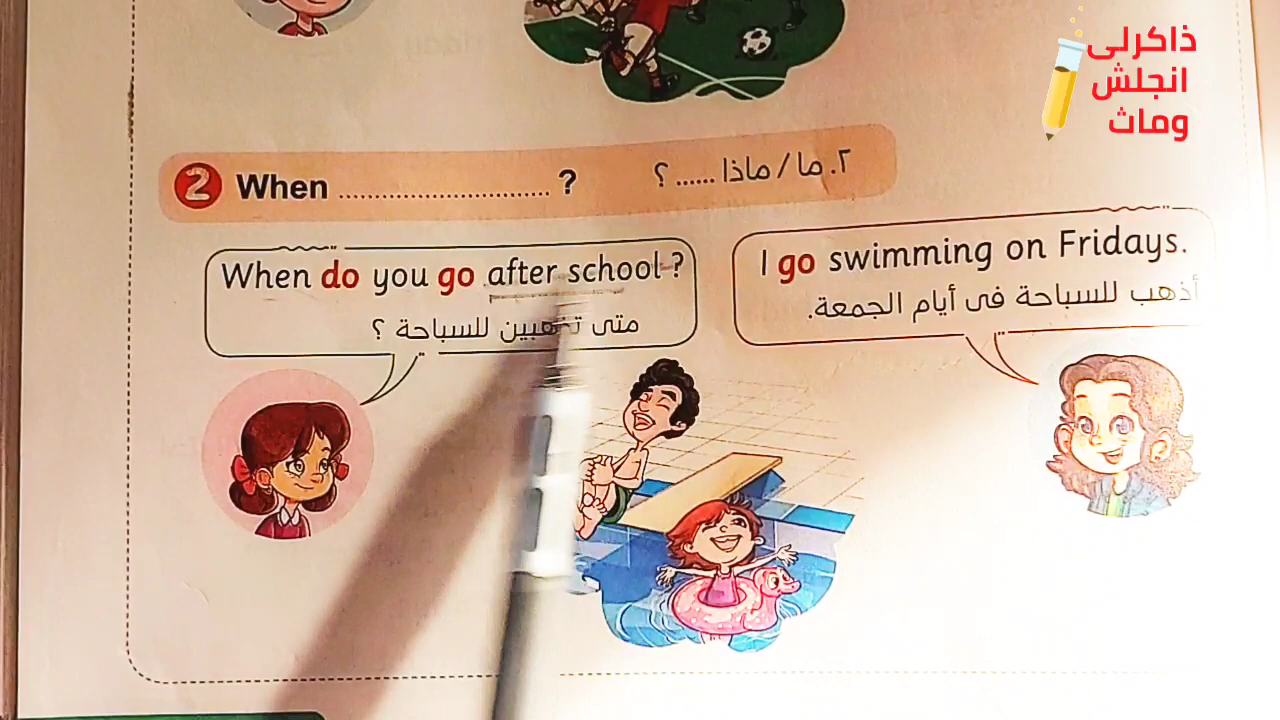 ذاكرلى
انجلش
وماث
2 When .............................. ?
٢. ما / ماذا ...... ؟
When do you go after school ?
متى تذهبين للسباحة ؟
I go swimming on Fridays.
أذهب للسباحة فى أيام الجمعة.